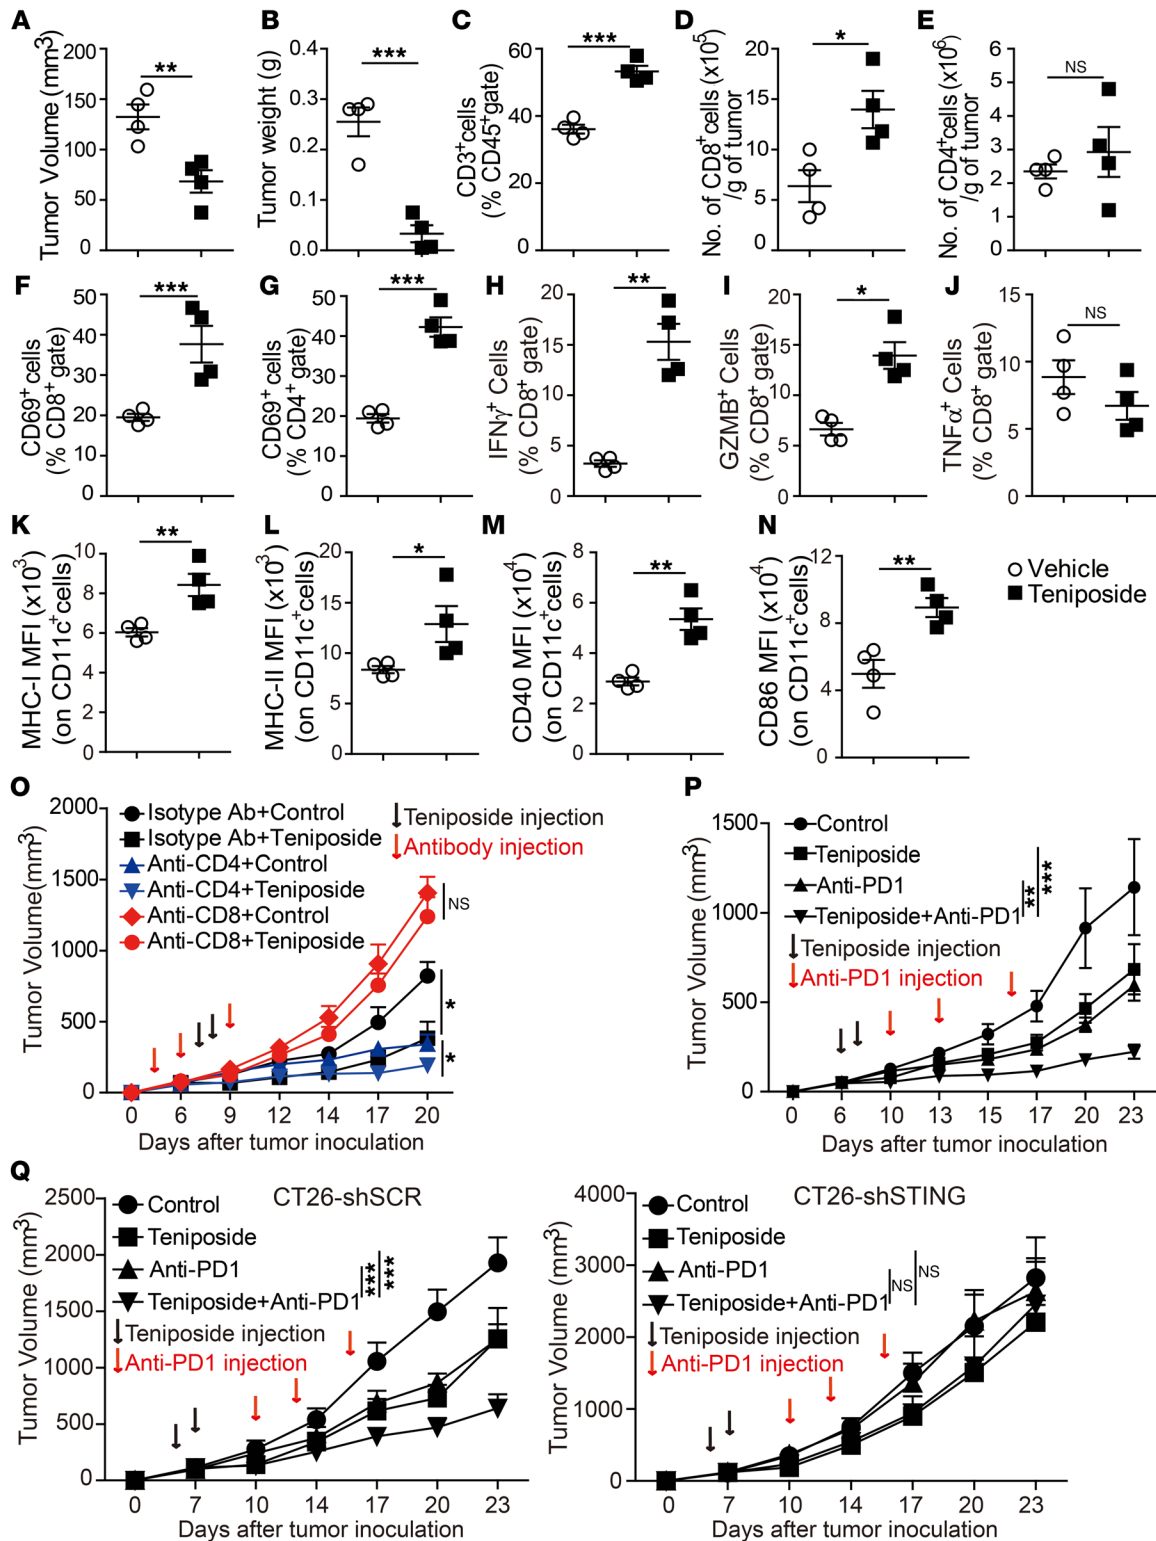 A
Tumor Volume (mm3)
200
150
100
50
0
**
B
Tumor weight (g)
0.4
0.3
0.2
0.1
0.0
***
C
CD3+cells
(% CD45+gate)
60
40
20
0
***
D
No. of CD8+cells (x10^5)
/g of tumor
20
15
10
5
0
*
E
No. of CD4+cells (x10^6)
/g of tumor
6
5
4
3
2
1
0
NS
F
CD69+ cells
(% CD8+ gate)
50
40
30
20
10
0
***
G
CD69+ cells
(% CD4+ gate)
50
40
30
20
10
0
***
H
IFNγ+ Cells
(% CD8+ gate)
20
15
10
5
0
**
I
GZMB+ Cells
(% CD8+ gate)
20
15
10
5
0
*
J
TNFα+ Cells
(% CD8+ gate)
15
10
5
0
NS
K
MHC-I MFI (x10^3)
(on CD11c+cells)
10
8
6
4
2
0
**
L
MHC-II MFI (x10^3)
(on CD11c+cells)
20
15
10
5
0
*
M
CD40 MFI (x10^4)
(on CD11c+cells)
8
6
4
2
0
**
N
CD86 MFI (x10^4)
(on CD11c+cells)
12
8
4
0
**
Vehicle
Teniposide
O
Tumor Volume(mm3)
2000
1500
1000
500
0
Isotype Ab+Control
Isotype Ab+Teniposide
Anti-CD4+Control
Anti-CD4+Teniposide
Anti-CD8+Control
Anti-CD8+Teniposide
Teniposide injection
Antibody injection
NS
*
*
0 6 9 12 14 17 20
Days after tumor inoculation
P
Tumor Volume (mm3)
1500
1000
500
0
Control
Teniposide
Anti-PD1
Teniposide+Anti-PD1
Teniposide injection
Anti-PD1 injection
**
***
0 6 10 13 15 17 20 23
Days after tumor inoculation
Q
CT26-shSCR
Tumor Volume (mm3)
2500
2000
1500
1000
500
0
Control
Teniposide
Anti-PD1
Teniposide+Anti-PD1
Teniposide injection
Anti-PD1 injection
***
***
0 7 10 14 17 20 23
Days after tumor inoculation
CT26-shSTING
Tumor Volume (mm3)
4000
3000
2000
1000
0
Control
Teniposide
Anti-PD1
Teniposide+Anti-PD1
Teniposide injection
Anti-PD1 injection
NS
NS
0 7 10 14 17 20 23
Days after tumor inoculation